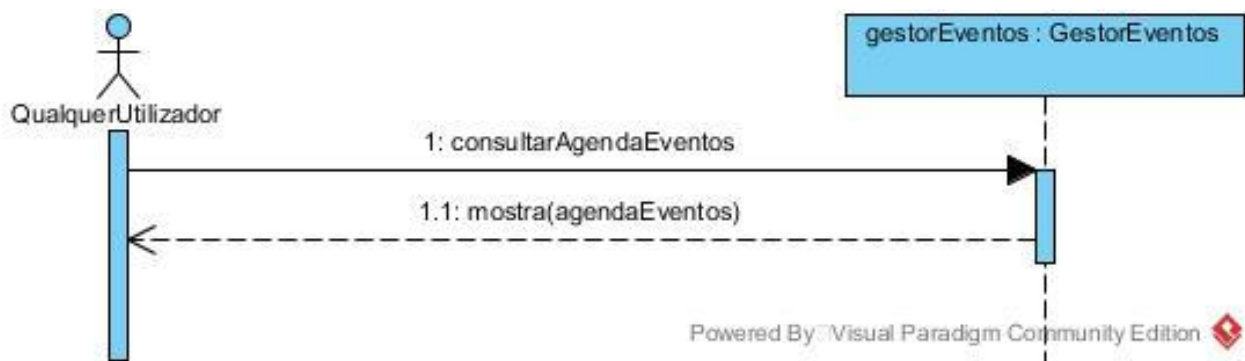 gestorEventos : GestorEventos
QualquerUtilizador
1: consultarAgendaEventos
1.1: mostra(agendaEventos)
Powered By Visual Paradigm Community Edition